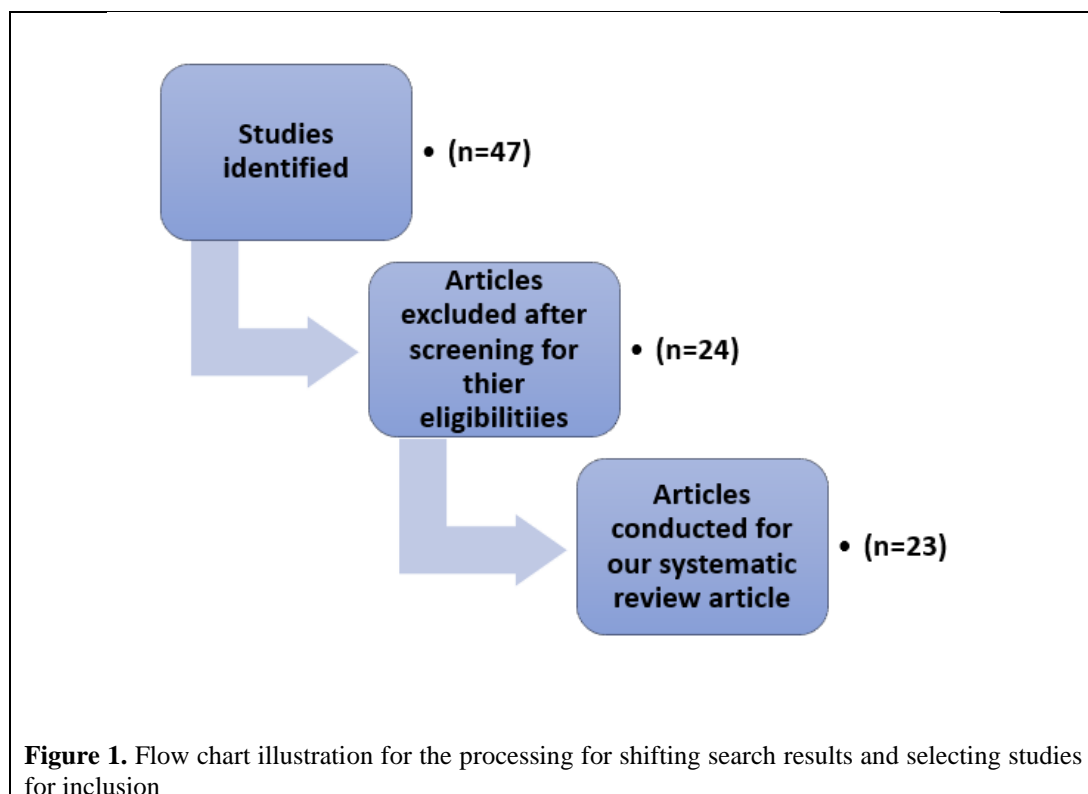 Studies
identified
• (n=47)
Articles
excluded after
screening for
thier
eligibilitiies
• (n=24)
Articles
conducted for
our systematic
review article
• (n=23)
Figure 1. Flow chart illustration for the processing for shifting search results and selecting studies
for inclusion